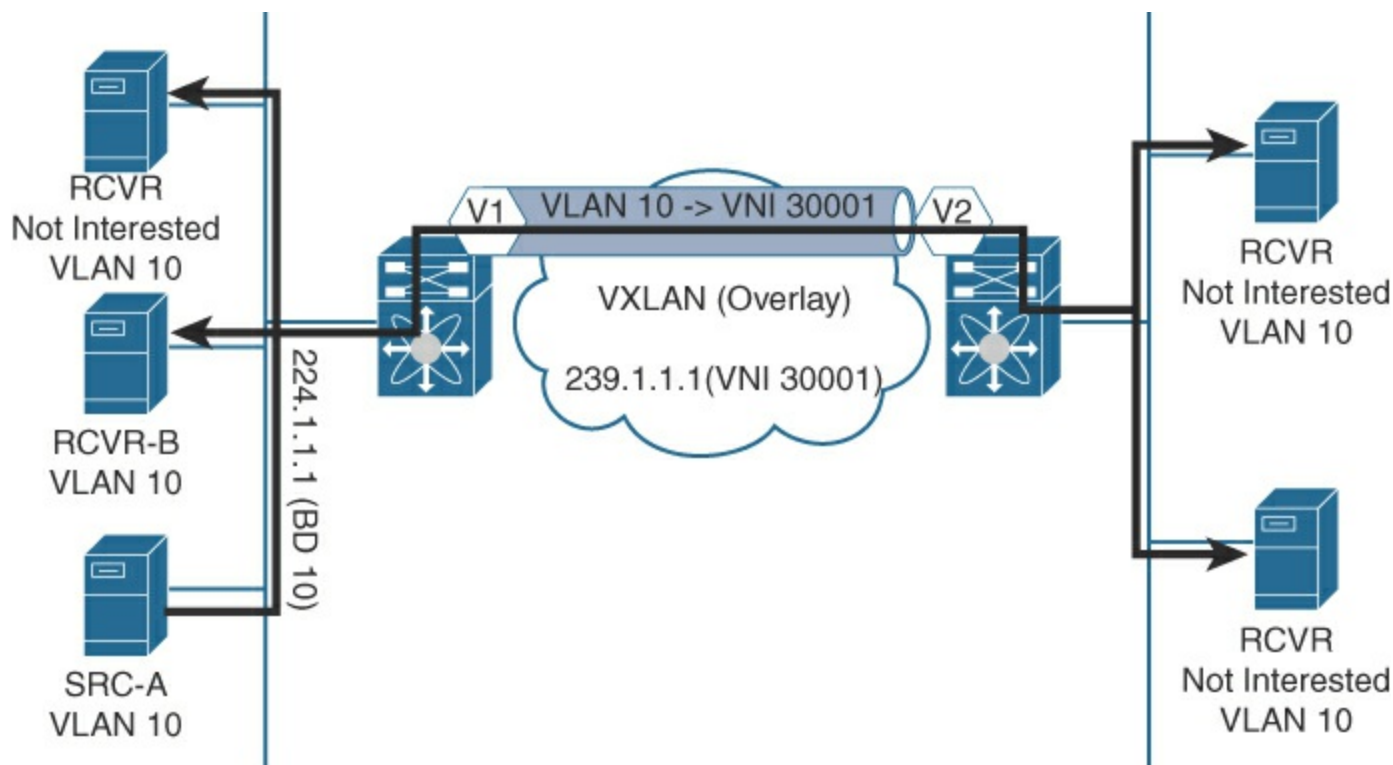 RCVR
Not Interested
VLAN 10
RCVR-B
VLAN 10
SRC-A
VLAN 10
224.1.1.1 (BD 10)
V1
VLAN 10 -> VNI 30001
V2
VXLAN (Overlay)
239.1.1.1(VNI 30001)
RCVR
Not Interested
VLAN 10
RCVR
Not Interested
VLAN 10